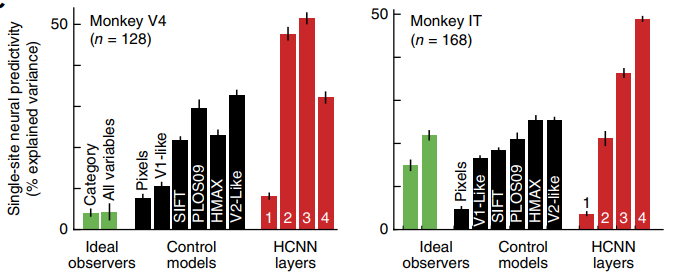 Monkey V4
(n = 128)
Single-site neural predictivity
(% explained variance)
50
0
Category
All variables
Pixels
V1-like
SIFT
PLOS09
HMAX
V2-Like
1
2
3
4
Ideal
observers
Control
models
HCNN
layers
Monkey IT
(n = 168)
50
0
Pixels
V1-Like
SIFT
PLOS09
HMAX
V2-Like
1
2
3
4
Ideal
observers
Control
models
HCNN
layers